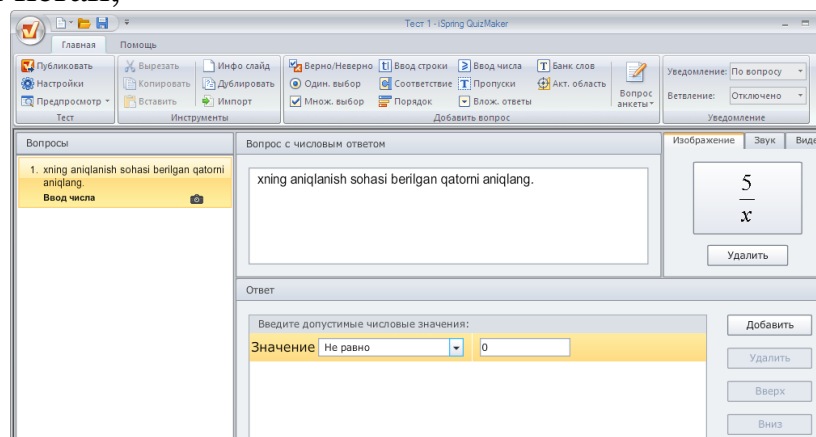 Тест 1 - iSpring QuizMaker
Главная Помощь
Публиковать Вырезать Инфо слайд Верно/Неверно Ввод строки Ввод числа Банк слов
Настройки Копировать Дублировать Один. выбор Соответствие Пропуски Акт. область
Предпросмотр Вставить Импорт Множ. выбор Порядок Влож. ответы
Вопрос анкеты
Уведомление: По вопросу
Ветвление: Отключено
Тест Инструменты Добавить вопрос Уведомление
Вопросы
1. xning aniqlanish sohasi berilgan qatorni
aniqlang.
Ввод числа
Вопрос с числовым ответом
xning aniqlanish sohasi berilgan qatorni aniqlang.
Изображение Звук Виде
5
x
Удалить
Ответ
Введите допустимые числовые значения:
Значение Не равно 0
Добавить
Удалить
Вверх
Вниз